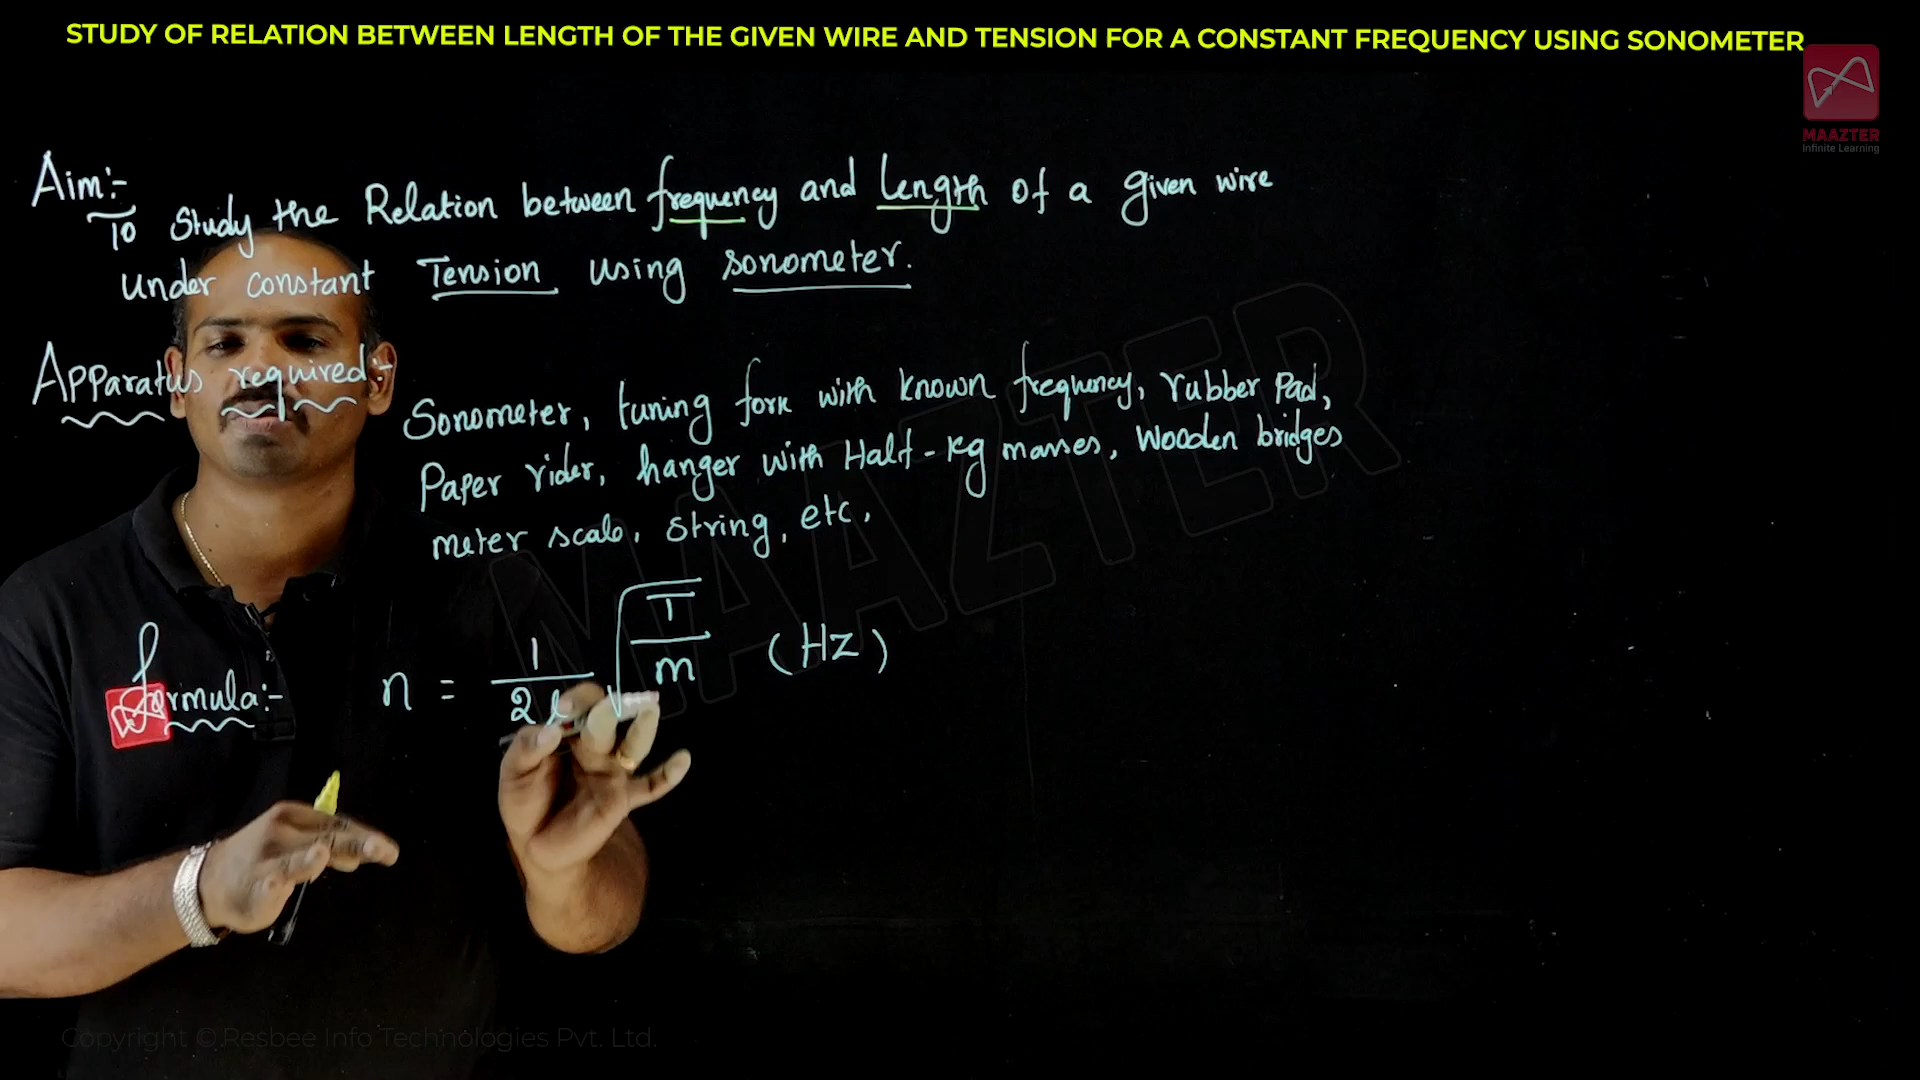 STUDY OF RELATION BETWEEN LENGTH OF THE GIVEN WIRE AND TENSION FOR A CONSTANT FREQUENCY USING SONOMETER
MAAZTER
Infinite Learning
Aim:-
To Study the Relation between frequency and length of a given wire
under constant Tension using sonometer.
Apparatus required:-
Sonometer, tuning fork with known frequency, rubber Pad,
Paper rider, hanger with Half-kg masses, wooden bridges
meter scale, string, etc,
MAAZTER
Formula:- n = 1/2l √T/m (HZ)
Copyright © Resbee Info Technologies Pvt. Ltd.